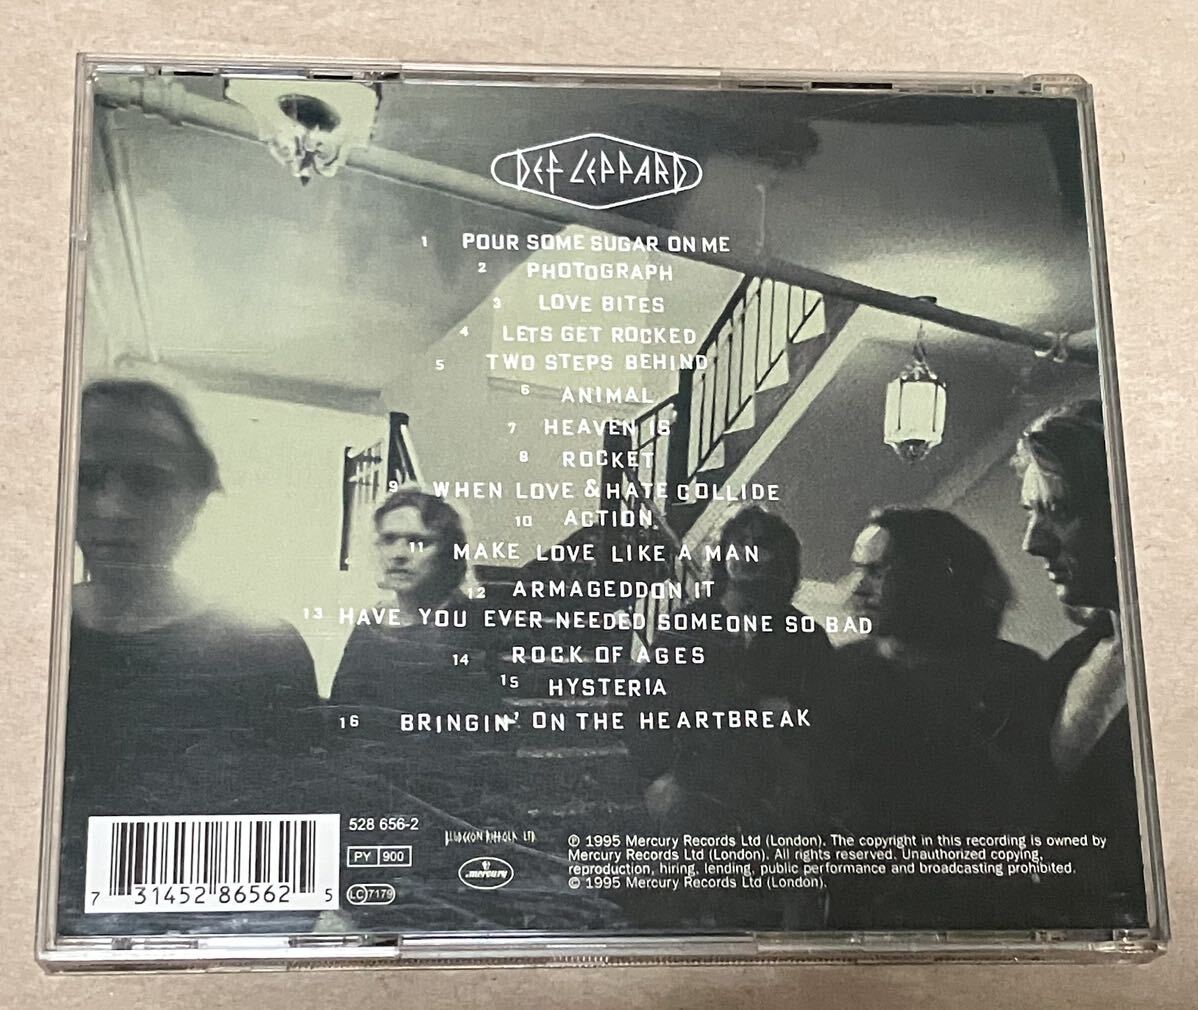 DEF LEPPARD
1 POUR SOME SUGAR ON ME
2 PHOTOGRAPH
3 LOVE BITES
4 LETS GET ROCKED
5 TWO STEPS BEHIND
6 ANIMAL
7 HEAVEN IS
8 ROCKET
9 WHEN LOVE & HATE COLLIDE
10 ACTION
11 MAKE LOVE LIKE A MAN
12 ARMAGEDDON IT
13 HAVE YOU EVER NEEDED SOMEONE SO BAD
14 ROCK OF AGES
15 HYSTERIA
16 BRINGIN' ON THE HEARTBREAK
7 31452 86562 5
528 656-2
PY 900
LC 7179
BLUDGEON RIFFOLA LTD.
mercury
℗ 1995 Mercury Records Ltd (London). The copyright in this recording is owned by
Mercury Records Ltd (London). All rights reserved. Unauthorized copying,
reproduction, hiring, lending, public performance and broadcasting prohibited.
© 1995 Mercury Records Ltd (London).